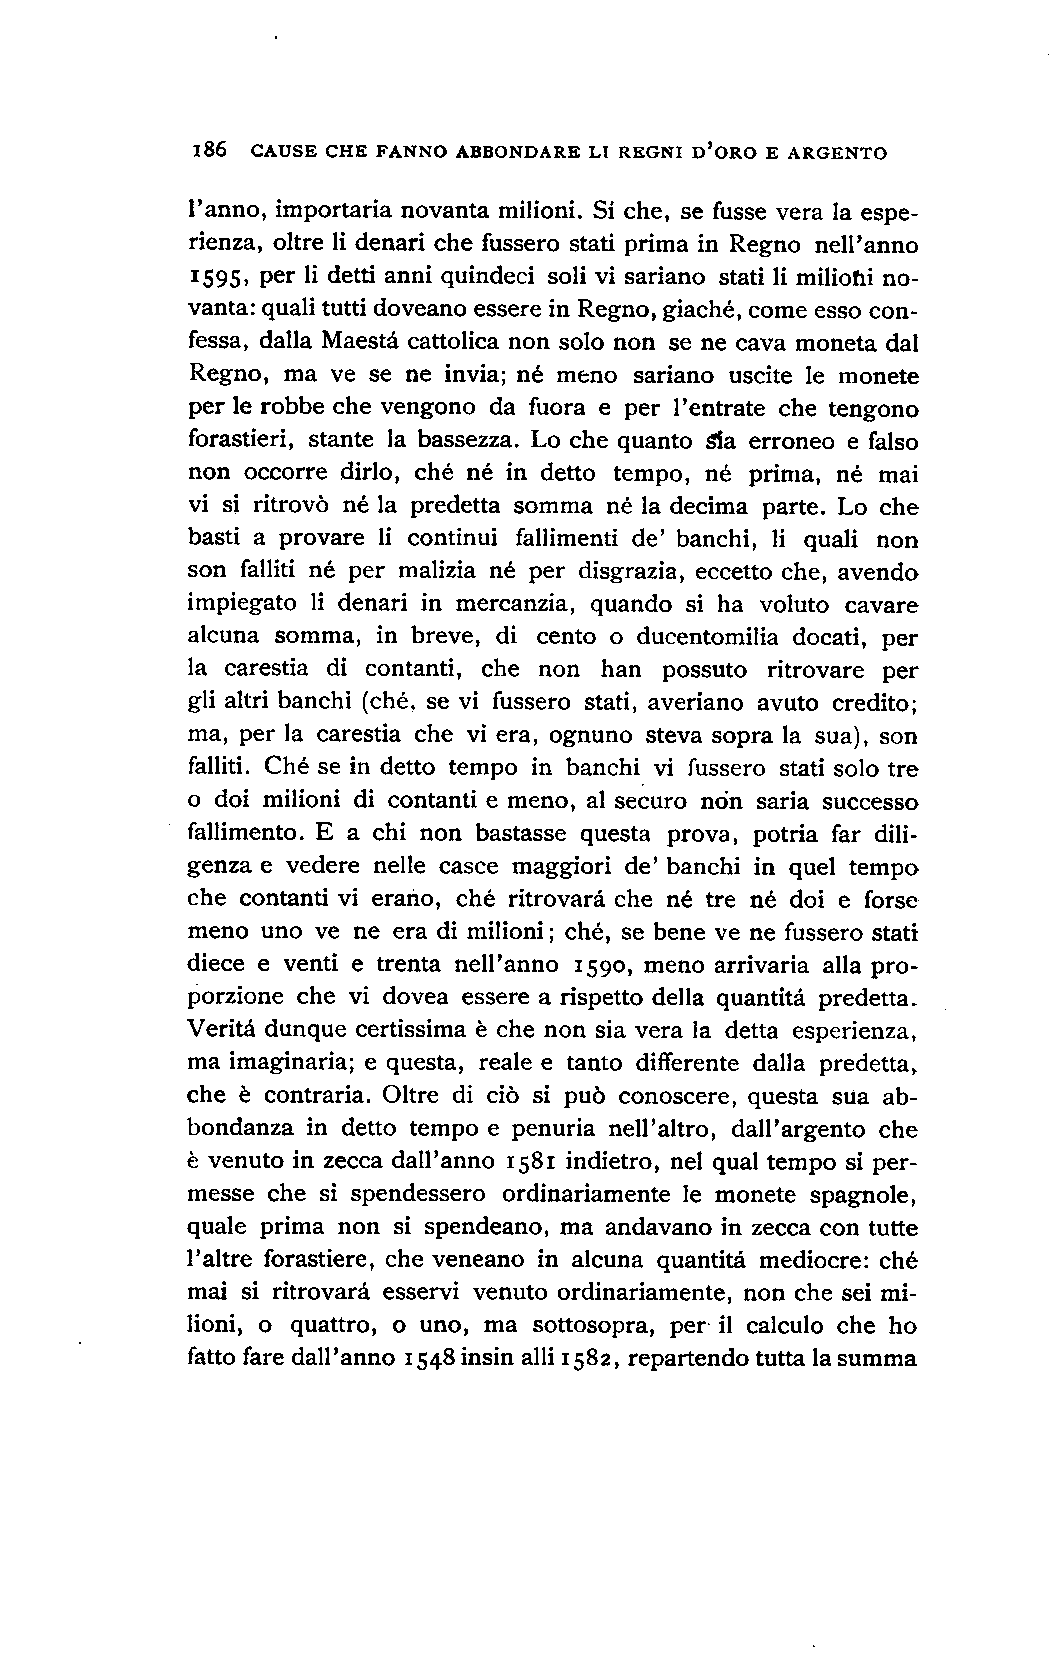 186 CAUSE CHE FANNO ABBONDARE LI REGNI D'ORO E ARGENTO
l'anno, importaria novanta milioni. Sí che, se fusse vera la espe-
rienza, oltre li denari che fussero stati prima in Regno nell'anno
1595, per li detti anni quindeci soli vi sariano stati li milioni no-
vanta: quali tutti doveano essere in Regno, giaché, come esso con-
fessa, dalla Maestá cattolica non solo non se ne cava moneta dal
Regno, ma ve se ne invia; né meno sariano uscite le monete
per le robbe che vengono da fuora e per l'entrate che tengono
forastieri, stante la bassezza. Lo che quanto sia erroneo e falso
non occorre dirlo, ché né in detto tempo, né prima, né mai
vi si ritrovò né la predetta somma né la decima parte. Lo che
basti a provare li continui fallimenti de' banchi, li quali non
son falliti né per malizia né per disgrazia, eccetto che, avendo
impiegato li denari in mercanzia, quando si ha voluto cavare
alcuna somma, in breve, di cento o ducentomilia docati, per
la carestia di contanti, che non han possuto ritrovare per
gli altri banchi (ché, se vi fussero stati, averiano avuto credito;
ma, per la carestia che vi era, ognuno steva sopra la sua), son
falliti. Ché se in detto tempo in banchi vi fussero stati solo tre
o doi milioni di contanti e meno, al securo non saria successo
fallimento. E a chi non bastasse questa prova, potria far dili-
genza e vedere nelle casce maggiori de' banchi in quel tempo
che contanti vi erano, ché ritrovará che né tre né doi e forse
meno uno ve ne era di milioni; ché, se bene ve ne fussero stati
diece e venti e trenta nell'anno 1590, meno arrivaria alla pro-
porzione che vi dovea essere a rispetto della quantitá predetta.
Veritá dunque certissima è che non sia vera la detta esperienza,
ma imaginaria; e questa, reale e tanto differente dalla predetta,
che è contraria. Oltre di ciò si può conoscere, questa sua ab-
bondanza in detto tempo e penuria nell'altro, dall'argento che
è venuto in zecca dall'anno 1581 indietro, nel qual tempo si per-
messe che si spendessero ordinariamente le monete spagnole,
quale prima non si spendeano, ma andavano in zecca con tutte
l'altre forastiere, che veneano in alcuna quantitá mediocre: ché
mai si ritrovará esservi venuto ordinariamente, non che sei mi-
lioni, o quattro, o uno, ma sottosopra, per il calculo che ho
fatto fare dall'anno 1548 insin alli 1582, repartendo tutta la summa